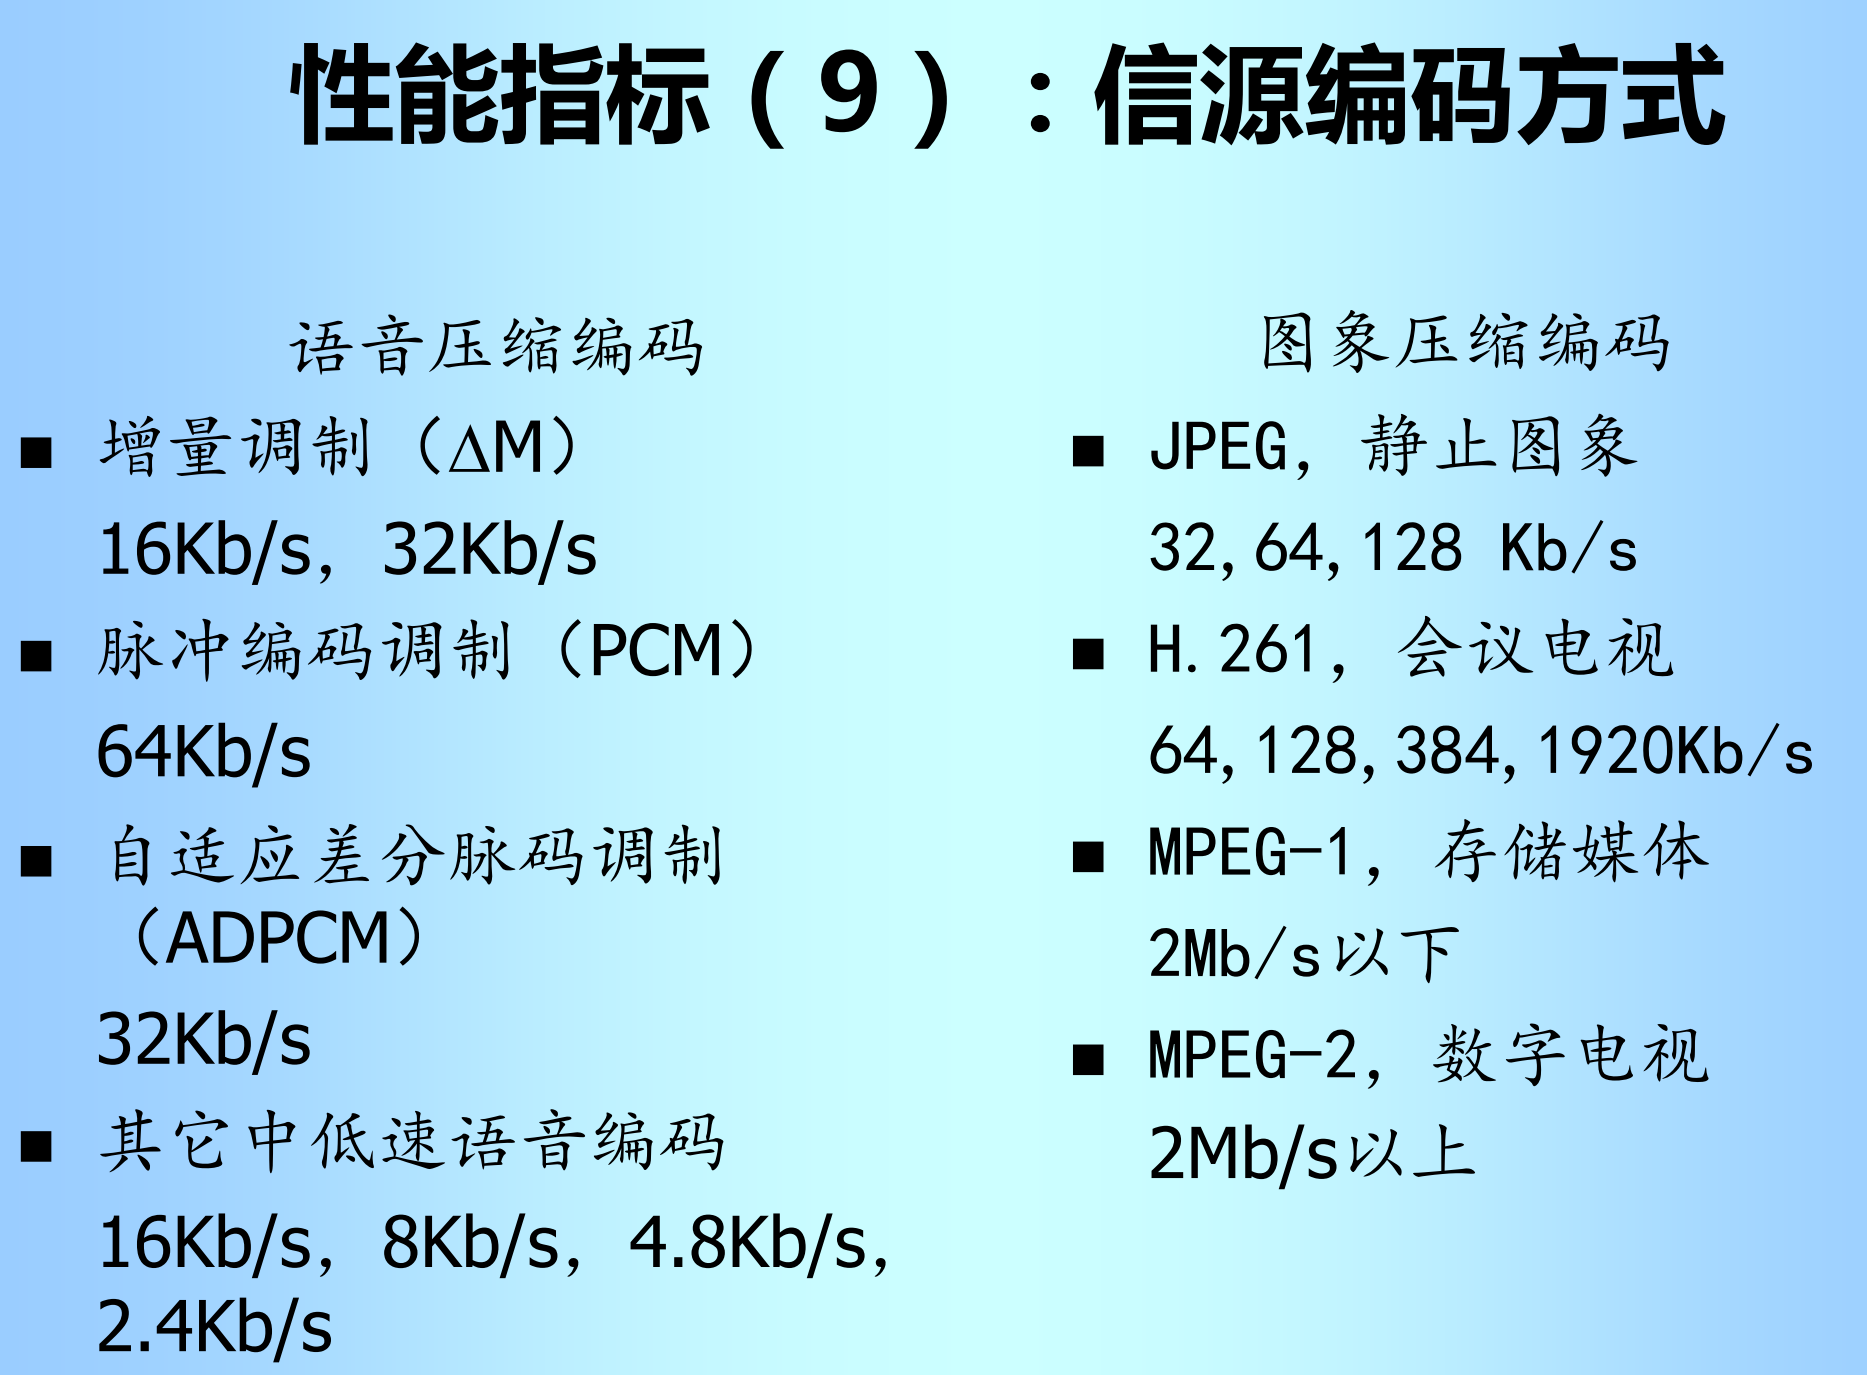 性能指标（9）：信源编码方式
语音压缩编码
■ 增量调制（ΔM）
16Kb/s，32Kb/s
■ 脉冲编码调制（PCM）
64Kb/s
■ 自适应差分脉码调制
（ADPCM）
32Kb/s
■ 其它中低速语音编码
16Kb/s，8Kb/s，4.8Kb/s，
2.4Kb/s
图象压缩编码
■ JPEG，静止图象
32,64,128 Kb/s
■ H.261，会议电视
64,128,384,1920Kb/s
■ MPEG-1，存储媒体
2Mb/s以下
■ MPEG-2，数字电视
2Mb/s以上